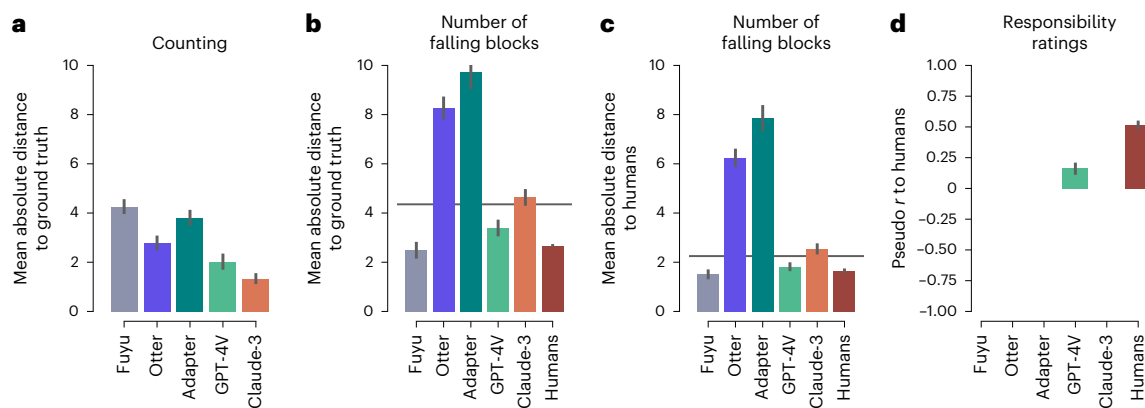 a
Counting
Mean absolute distance
to ground truth
10
8
6
4
2
0
Fuyu
Otter
Adapter
GPT-4V
Claude-3
b
Number of
falling blocks
Mean absolute distance
to ground truth
10
8
6
4
2
0
Fuyu
Otter
Adapter
GPT-4V
Claude-3
Humans
c
Number of
falling blocks
Mean absolute distance
to humans
10
8
6
4
2
0
Fuyu
Otter
Adapter
GPT-4V
Claude-3
Humans
d
Responsibility
ratings
Pseudo r to humans
1.00
0.75
0.50
0.25
0
−0.25
−0.50
−0.75
−1.00
Fuyu
Otter
Adapter
GPT-4V
Claude-3
Humans